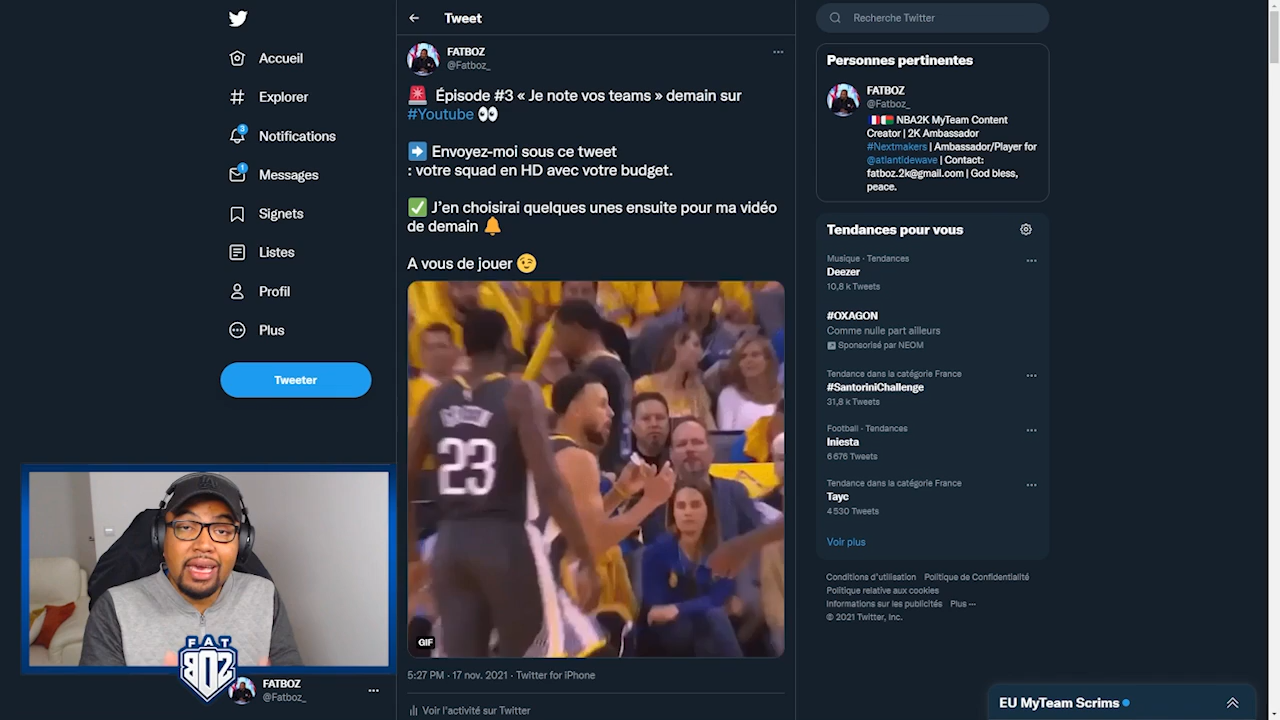 Accueil
Explorer
3
Notifications
1
Messages
Signets
Listes
Profil
Plus
Tweeter
FAT
BOZ
FATBOZ
@Fatboz_
Tweet
FATBOZ
@Fatboz_
🚨 Épisode #3 « Je note vos teams » demain sur
#Youtube 👀
➡️ Envoyez-moi sous ce tweet
: votre squad en HD avec votre budget.
✅ J’en choisirai quelques unes ensuite pour ma vidéo
de demain 🔔
A vous de jouer 😉
23
GIF
5:27 PM · 17 nov. 2021 · Twitter for iPhone
Voir l'activité sur Twitter
Recherche Twitter
Personnes pertinentes
FATBOZ
@Fatboz_
🇫🇷🇲🇬 NBA2K MyTeam Content
Creator | 2K Ambassador
#Nextmakers | Ambassador/Player for
@atlantidewave | Contact:
fatboz.2k@gmail.com | God bless,
peace.
Tendances pour vous
Musique · Tendances
Deezer
10,8 k Tweets
#OXAGON
Comme nulle part ailleurs
Sponsorisé par NEOM
Tendance dans la catégorie France
#SantoriniChallenge
31,8 k Tweets
Football · Tendances
Iniesta
6 676 Tweets
Tendance dans la catégorie France
Tayc
4 530 Tweets
Voir plus
Conditions d’utilisation Politique de Confidentialité
Politique relative aux cookies
Informations sur les publicités Plus ···
© 2021 Twitter, Inc.
EU MyTeam Scrims